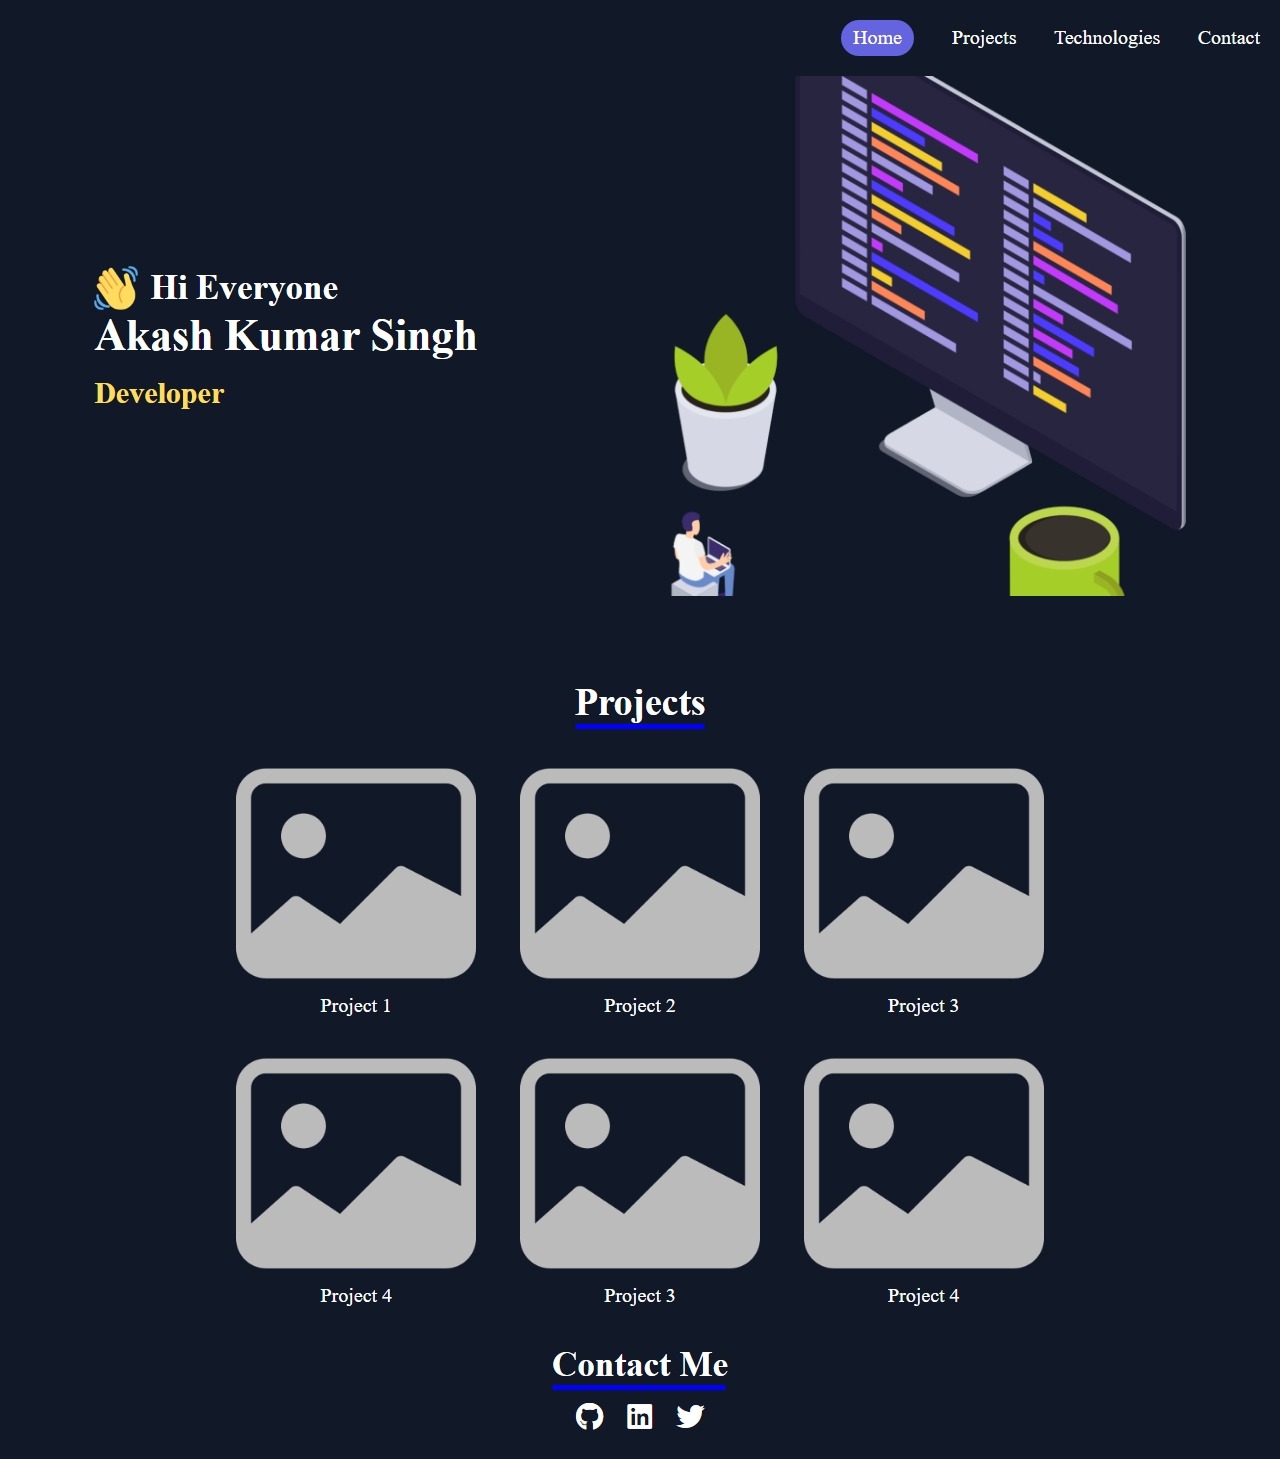 Home Projects Technologies Contact
👋 Hi Everyone
Akash Kumar Singh
Developer
Projects
Project 1 Project 2 Project 3
Project 4 Project 3 Project 4
Contact Me
in